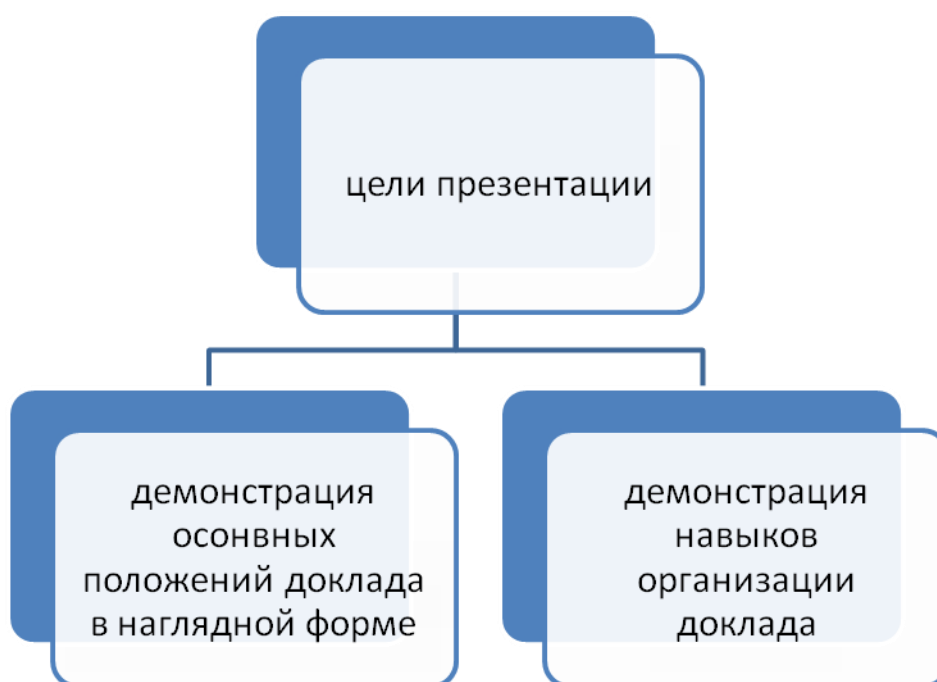 цели презентации
демонстрация
осонвных
положений доклада
в наглядной форме
демонстрация
навыков
организации
доклада